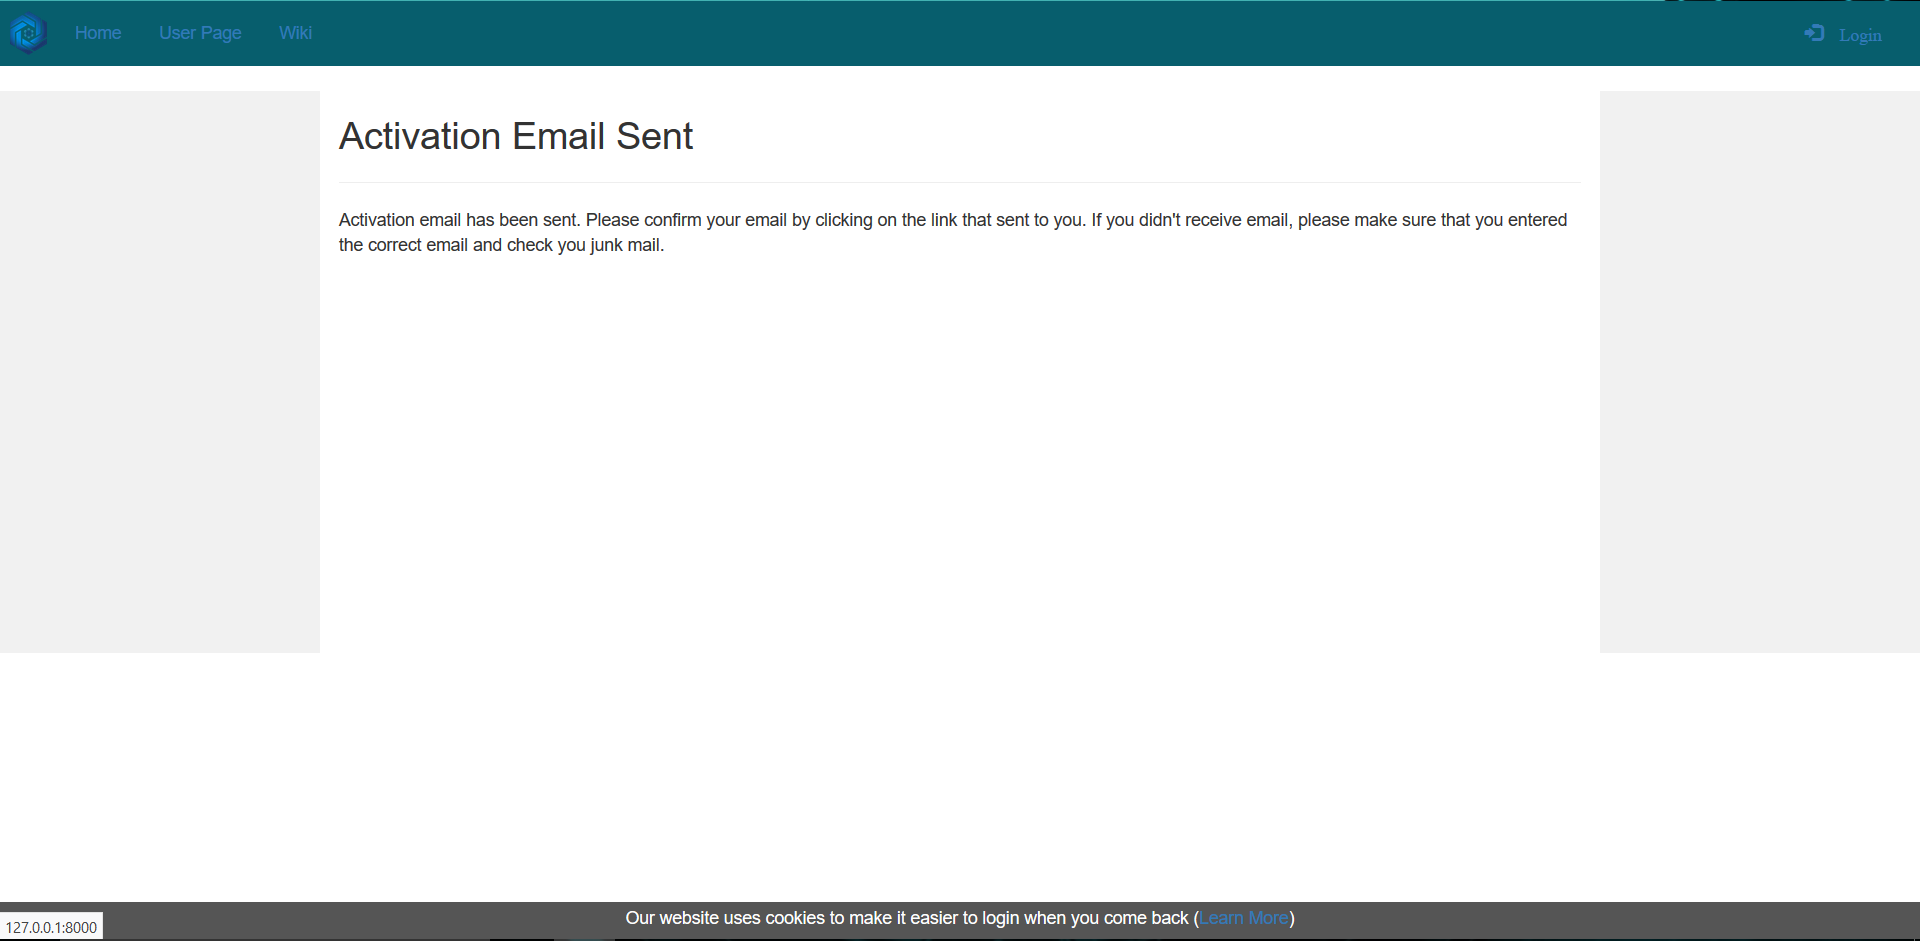 Home User Page Wiki Login
Activation Email Sent
Activation email has been sent. Please confirm your email by clicking on the link that sent to you. If you didn't receive email, please make sure that you entered
the correct email and check you junk mail.
Our website uses cookies to make it easier to login when you come back (Learn More)
127.0.0.1:8000